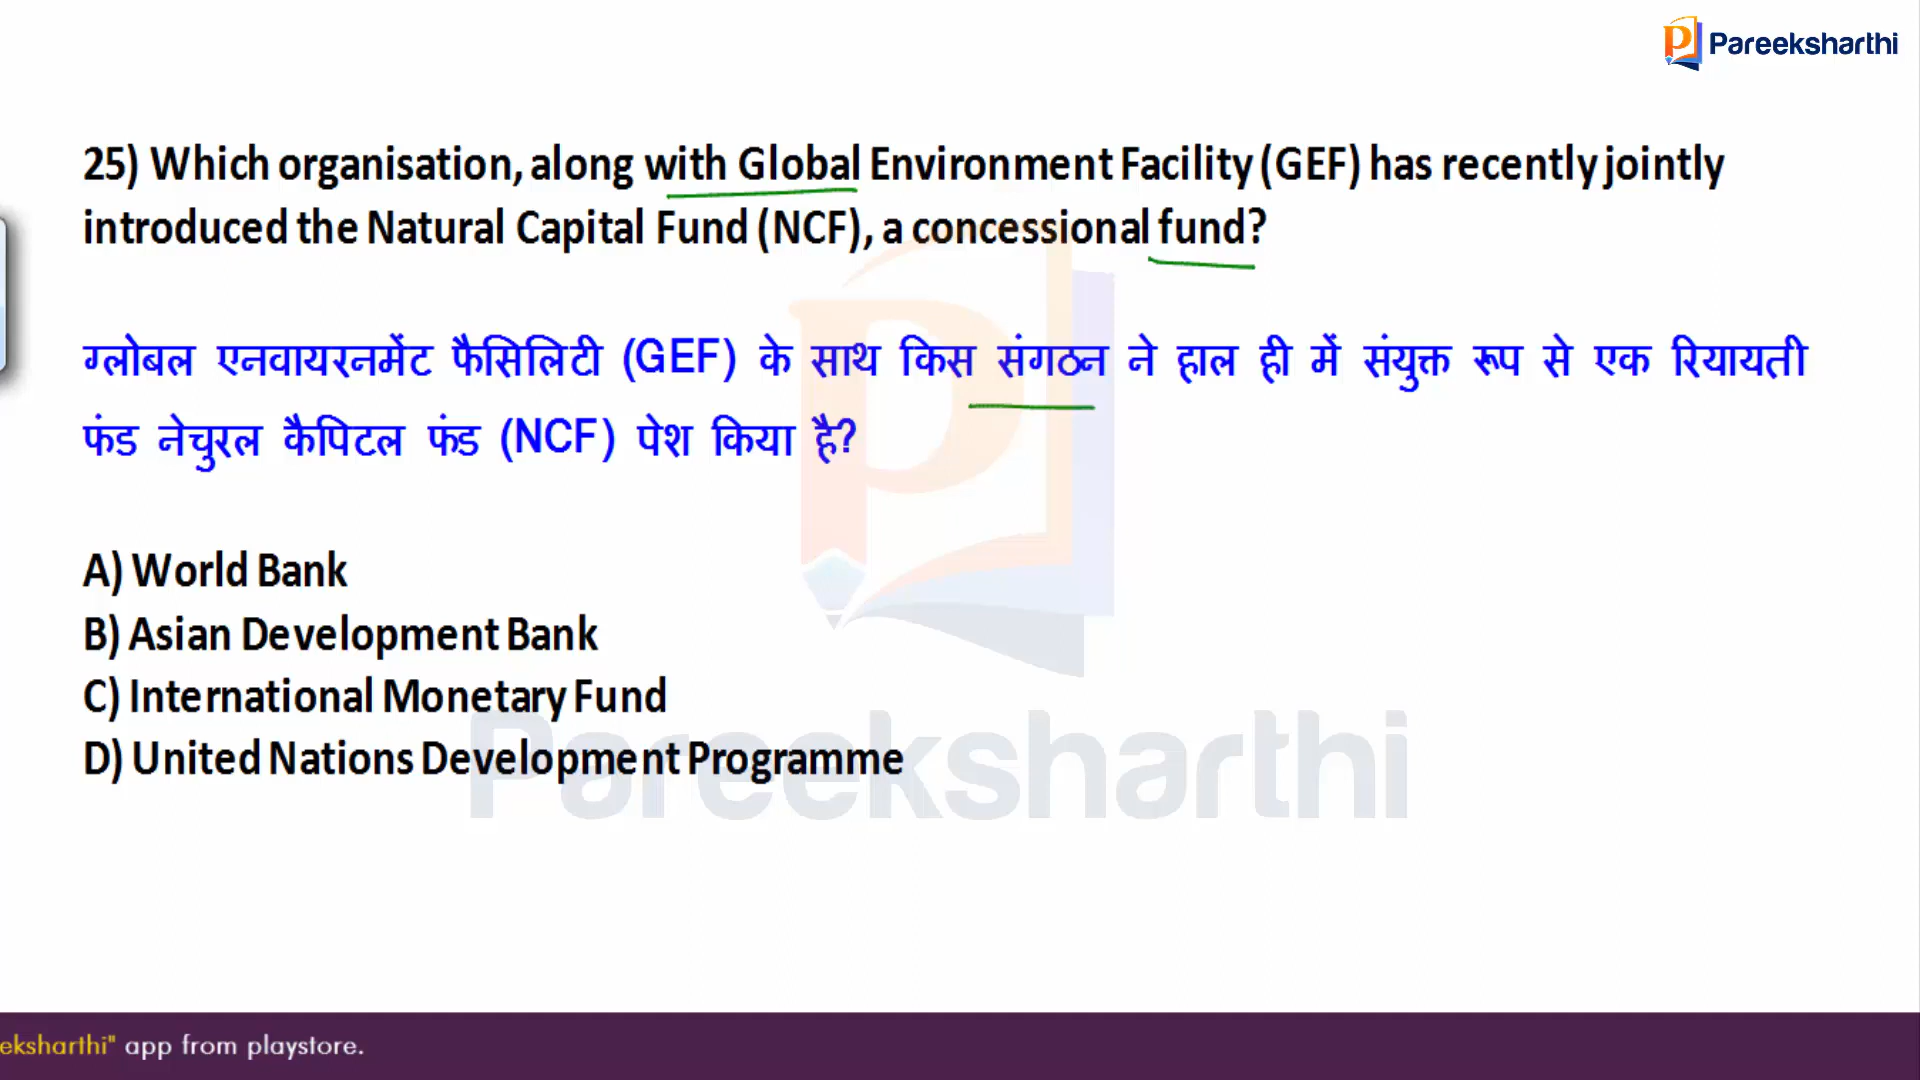 Pareeksharthi
25) Which organisation, along with Global Environment Facility (GEF) has recently jointly
introduced the Natural Capital Fund (NCF), a concessional fund?
ग्लोबल एनवायरनमेंट फैसिलिटी (GEF) के साथ किस संगठन ने हाल ही में संयुक्त रूप से एक रियायती
फंड नेचुरल कैपिटल फंड (NCF) पेश किया है?
A) World Bank
B) Asian Development Bank
C) International Monetary Fund
D) United Nations Development Programme
Pareeksharthi
eksharthi" app from playstore.